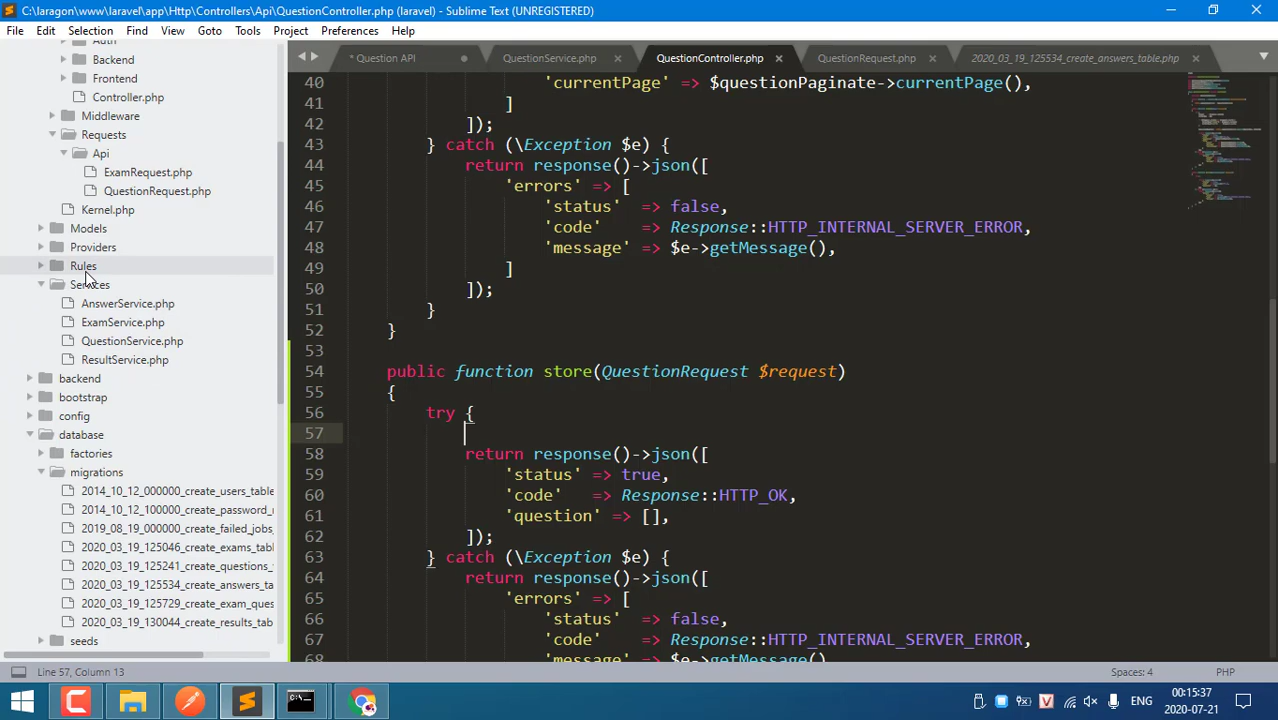 C:\laragon\www\laravel\app\Http\Controllers\Api\QuestionController.php (laravel) - Sublime Text (UNREGISTERED)
File Edit Selection Find View Goto Tools Project Preferences Help
* Question API QuestionService.php QuestionController.php QuestionRequest.php 2020_03_19_125534_create_answers_table.php
Auth
Backend
Frontend
Controller.php
Middleware
Requests
Api
ExamRequest.php
QuestionRequest.php
Kernel.php
Models
Providers
Rules
Services
AnswerService.php
ExamService.php
QuestionService.php
ResultService.php
backend
bootstrap
config
database
factories
migrations
2014_10_12_000000_create_users_table
2014_10_12_100000_create_password_
2019_08_19_000000_create_failed_jobs_
2020_03_19_125046_create_exams_tabl
2020_03_19_125241_create_questions_
2020_03_19_125534_create_answers_ta
2020_03_19_125729_create_exam_ques
2020_03_19_130044_create_results_tab
seeds
40 'currentPage' => $questionPaginate->currentPage(),
41 ]
42 ]);
43 } catch (\Exception $e) {
44 return response()->json([
45 'errors' => [
46 'status' => false,
47 'code' => Response::HTTP_INTERNAL_SERVER_ERROR,
48 'message' => $e->getMessage(),
49 ]
50 ]);
51 }
52 }
53
54 public function store(QuestionRequest $request)
55 {
56 try {
57
58 return response()->json([
59 'status' => true,
60 'code' => Response::HTTP_OK,
61 'question' => [],
62 ]);
63 } catch (\Exception $e) {
64 return response()->json([
65 'errors' => [
66 'status' => false,
67 'code' => Response::HTTP_INTERNAL_SERVER_ERROR,
68 'message' => $e->getMessage()
Line 57, Column 13 Spaces: 4 PHP
ENG 00:15:37 2020-07-21